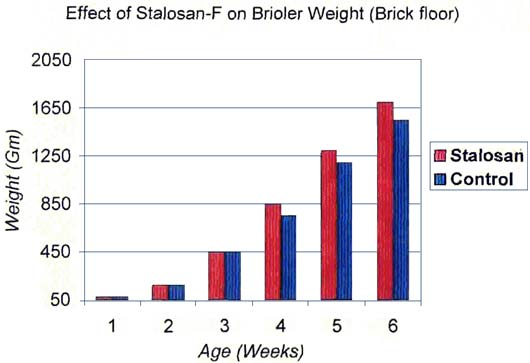 Effect of Stalosan-F on Brioler Weight (Brick floor)
2050
1650
1250
850
450
50
Weight (Gm)
1 2 3 4 5 6
Age (Weeks)
Stalosan
Control